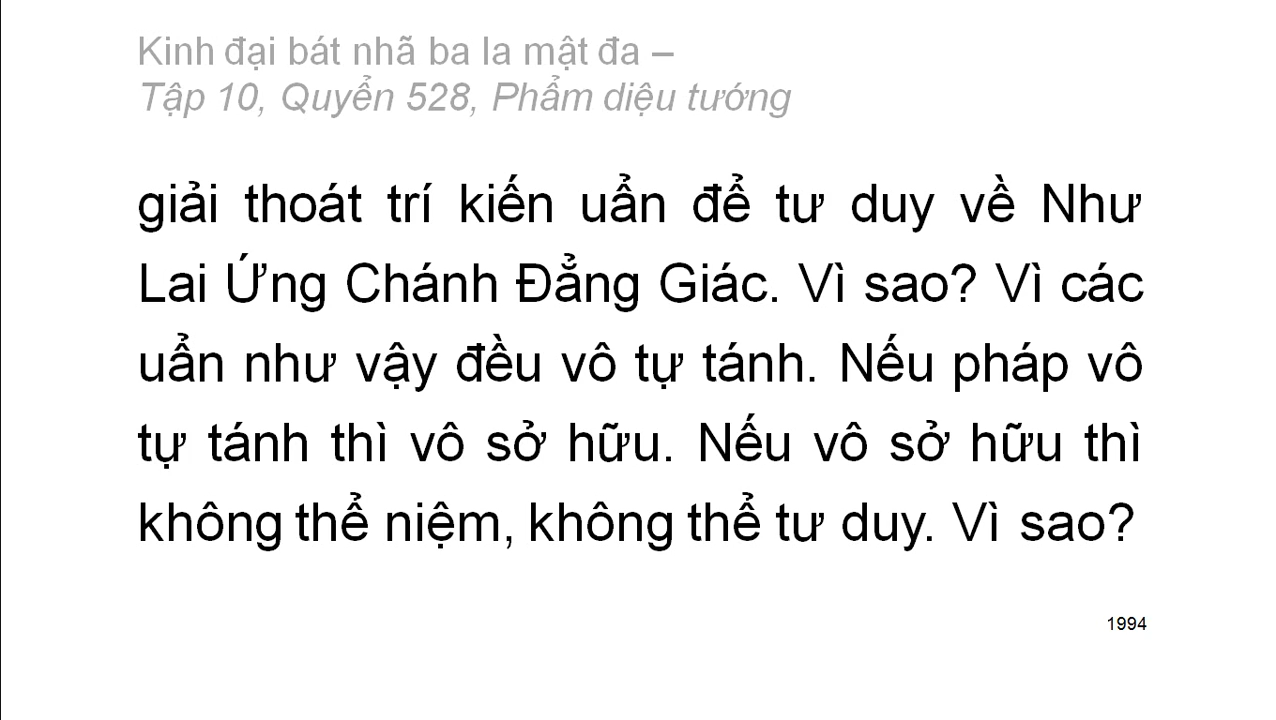 Kinh đại bát nhã ba la mật đa –
Tập 10, Quyển 528, Phẩm diệu tướng
giải thoát trí kiến uẩn để tư duy về Như
Lai Ứng Chánh Đẳng Giác. Vì sao? Vì các
uẩn như vậy đều vô tự tánh. Nếu pháp vô
tự tánh thì vô sở hữu. Nếu vô sở hữu thì
không thể niệm, không thể tư duy. Vì sao?
1994